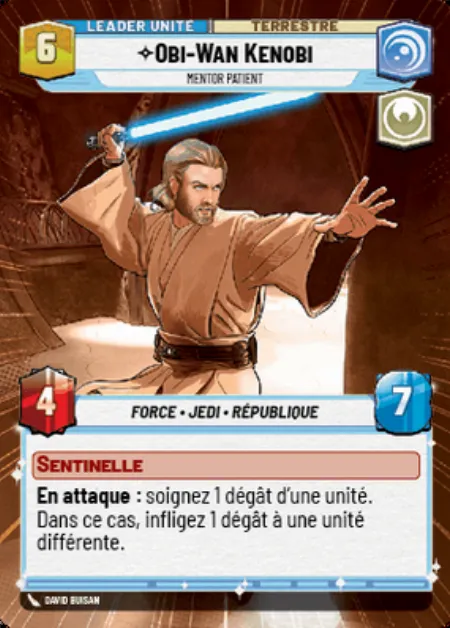 LEADER UNITÉ TERRESTRE
6
OBI-WAN KENOBI
MENTOR PATIENT
4
FORCE • JEDI • RÉPUBLIQUE
7
SENTINELLE
En attaque : soignez 1 dégât d'une unité.
Dans ce cas, infligez 1 dégât à une unité
différente.
DAVID BUISAN